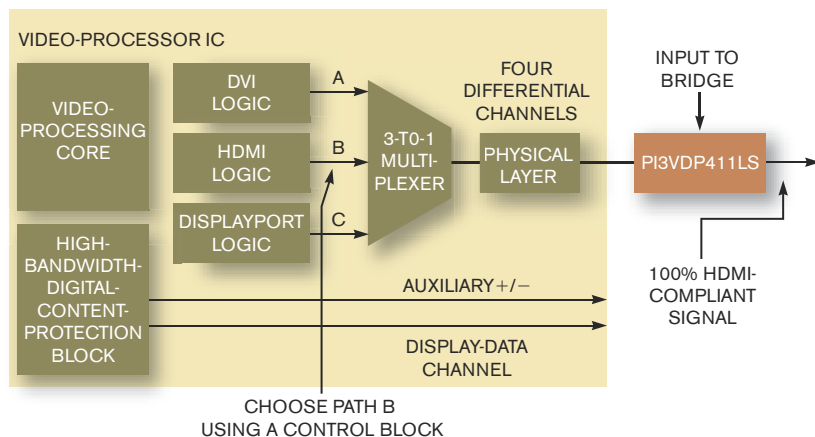 VIDEO-PROCESSOR IC
VIDEO-
PROCESSING
CORE
DVI
LOGIC
A
HDMI
LOGIC
B
DISPLAYPORT
LOGIC
C
3-T0-1
MULTI-
PLEXER
FOUR
DIFFERENTIAL
CHANNELS
PHYSICAL
LAYER
INPUT TO
BRIDGE
PI3VDP411LS
100% HDMI-
COMPLIANT
SIGNAL
HIGH-
BANDWIDTH-
DIGITAL-
CONTENT-
PROTECTION
BLOCK
AUXILIARY +/−
DISPLAY-DATA
CHANNEL
CHOOSE PATH B
USING A CONTROL BLOCK